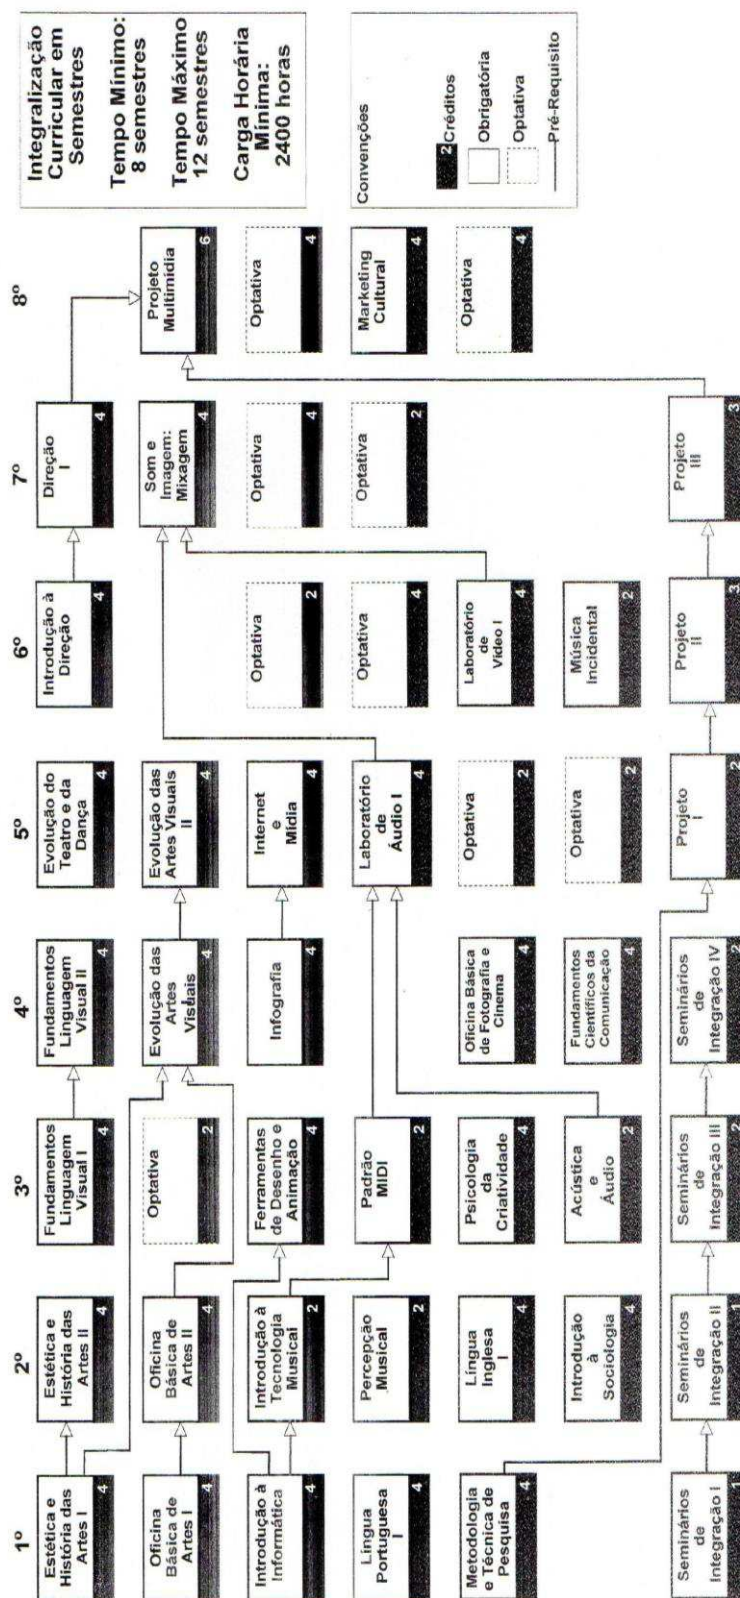 1º
2º
3º
4º
5º
6º
7º
8º
Estética e
História das
Artes I
4
Oficina
Básica de
Artes I
4
Introdução à
Informática
4
Língua
Portuguesa
I
4
Metodologia
e Técnica de
Pesquisa
4
Seminários
de
Integração I
1
Estética e
História das
Artes II
4
Oficina
Básica de
Artes II
4
Introdução à
Tecnologia
Musical
2
Percepção
Musical
2
Língua
Inglesa
I
4
Introdução
à
Sociologia
4
Seminários
de
Integração II
1
Fundamentos
Linguagem
Visual I
4
Optativa
2
Ferramentas
de Desenho e
Animação
4
Padrão
MIDI
2
Psicologia
da
Criatividade
4
Acústica
e
Áudio
2
Seminários
de
Integração III
2
Fundamentos
Linguagem
Visual II
4
Evolução das
Artes
Visuais
4
Infografia
4
Oficina Básica
de Fotografia e
Cinema
4
Fundamentos
Científicos da
Comunicação
4
Seminários
de
Integração IV
2
Evolução do
Teatro e da
Dança
4
Evolução das
Artes Visuais
II
4
Internet
e
Mídia
4
Laboratório
de
Áudio I
4
Optativa
2
Optativa
2
Projeto
I
2
Introdução à
Direção
4
Optativa
2
Optativa
4
Laboratório
de
Vídeo I
4
Música
Incidental
2
Projeto
II
3
Direção
I
4
Som e
Imagem:
Mixagem
4
Optativa
4
Optativa
2
Projeto
III
3
Projeto
Multimídia
6
Optativa
4
Marketing
Cultural
4
Optativa
4
Integralização
Curricular em
Semestres
Tempo Mínimo:
8 semestres
Tempo Máximo
12 semestres
Carga Horária
Mínima:
2400 horas
Convenções
2 Créditos
Obrigatória
Optativa
Pré-Requisito